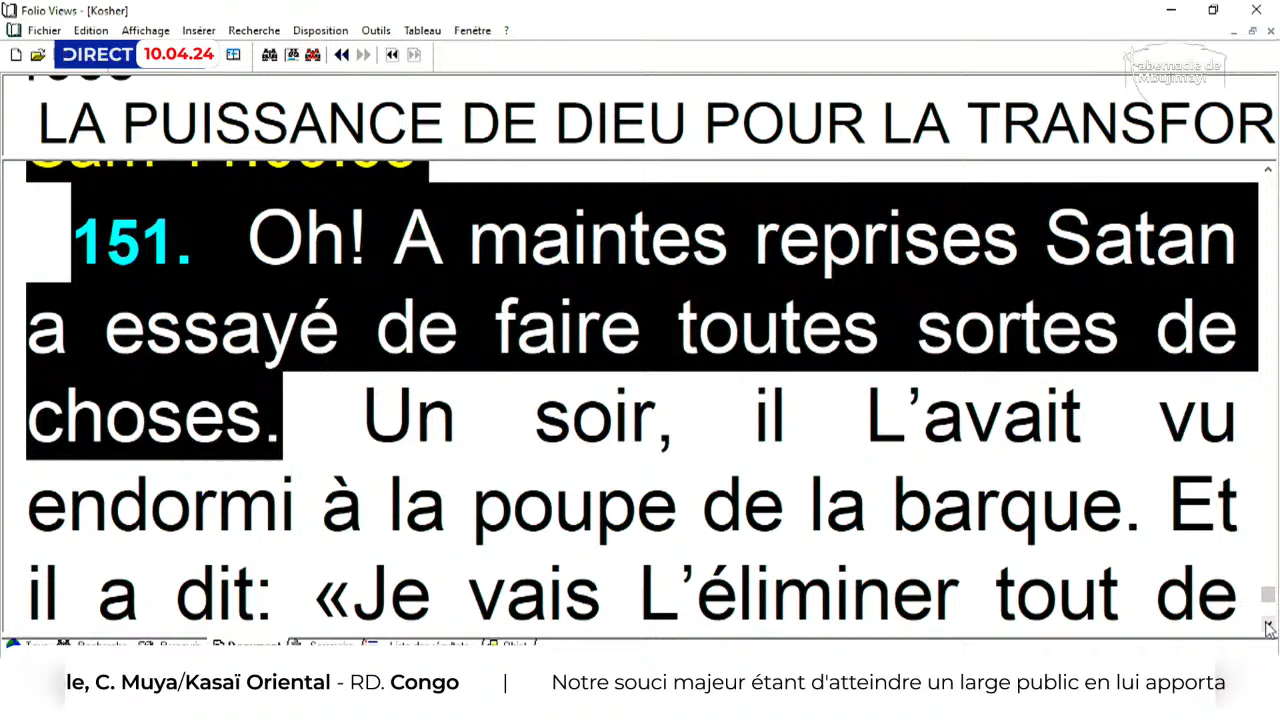 Folio Views - [Kosher]
Fichier Edition Affichage Insérer Recherche Disposition Outils Tableau Fenêtre ?
DIRECT 10.04.24
Tabernacle de
Mbujimayi
LA PUISSANCE DE DIEU POUR LA TRANSFOR
151. Oh! A maintes reprises Satan
a essayé de faire toutes sortes de
choses. Un soir, il L’avait vu
endormi à la poupe de la barque. Et
il a dit: «Je vais L’éliminer tout de
le, C. Muya/Kasaï Oriental - RD. Congo | Notre souci majeur étant d'atteindre un large public en lui apporta